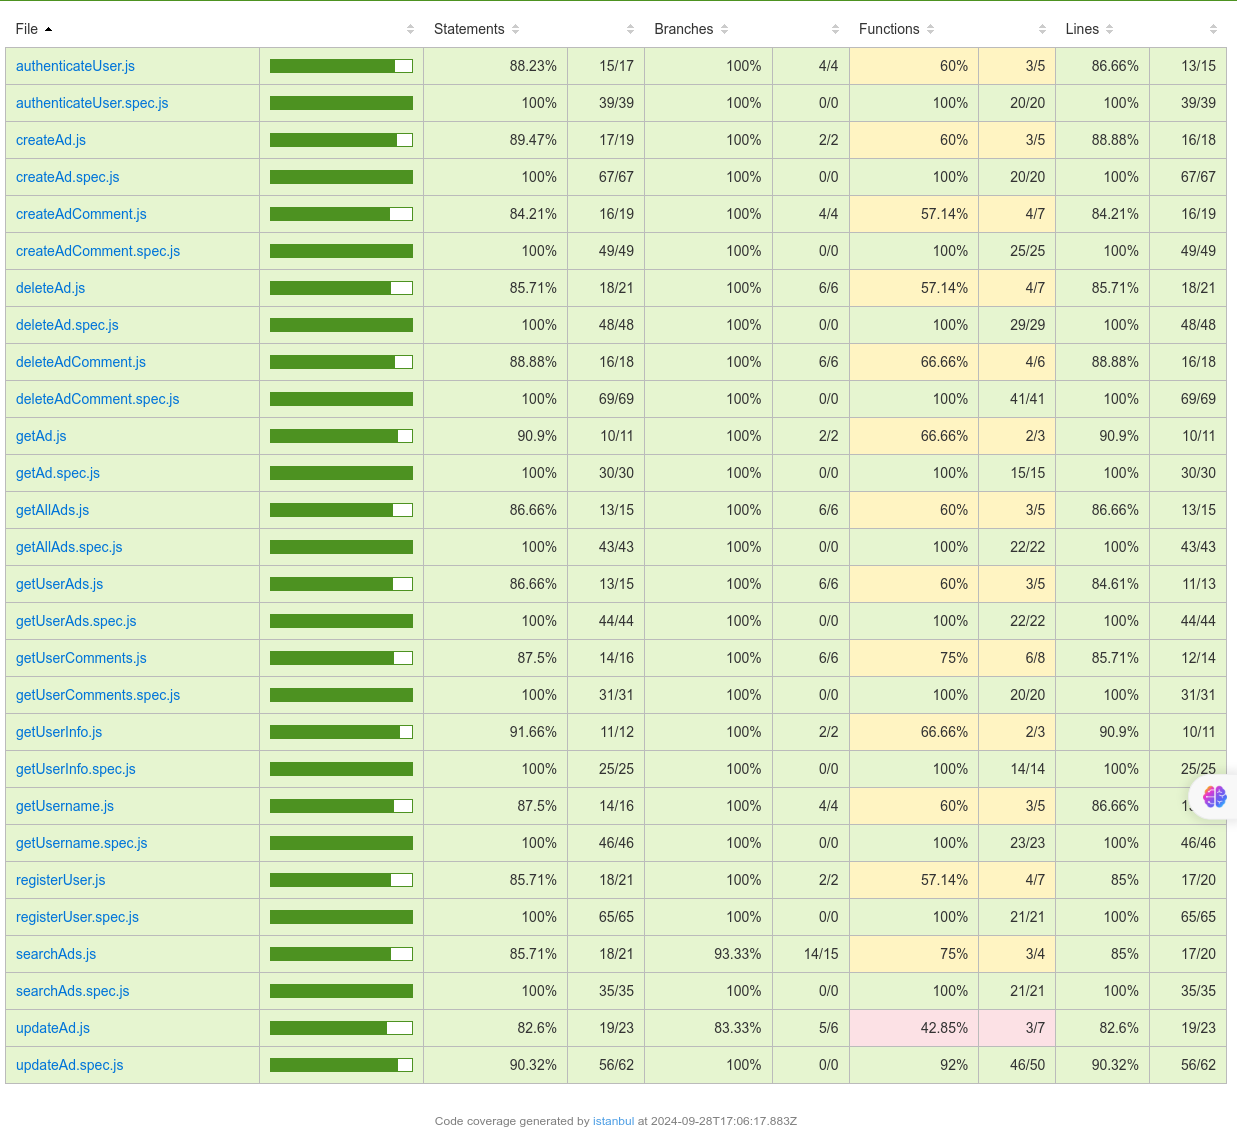 File Statements Branches Functions Lines
authenticateUser.js 88.23% 15/17 100% 4/4 60% 3/5 86.66% 13/15
authenticateUser.spec.js 100% 39/39 100% 0/0 100% 20/20 100% 39/39
createAd.js 89.47% 17/19 100% 2/2 60% 3/5 88.88% 16/18
createAd.spec.js 100% 67/67 100% 0/0 100% 20/20 100% 67/67
createAdComment.js 84.21% 16/19 100% 4/4 57.14% 4/7 84.21% 16/19
createAdComment.spec.js 100% 49/49 100% 0/0 100% 25/25 100% 49/49
deleteAd.js 85.71% 18/21 100% 6/6 57.14% 4/7 85.71% 18/21
deleteAd.spec.js 100% 48/48 100% 0/0 100% 29/29 100% 48/48
deleteAdComment.js 88.88% 16/18 100% 6/6 66.66% 4/6 88.88% 16/18
deleteAdComment.spec.js 100% 69/69 100% 0/0 100% 41/41 100% 69/69
getAd.js 90.9% 10/11 100% 2/2 66.66% 2/3 90.9% 10/11
getAd.spec.js 100% 30/30 100% 0/0 100% 15/15 100% 30/30
getAllAds.js 86.66% 13/15 100% 6/6 60% 3/5 86.66% 13/15
getAllAds.spec.js 100% 43/43 100% 0/0 100% 22/22 100% 43/43
getUserAds.js 86.66% 13/15 100% 6/6 60% 3/5 84.61% 11/13
getUserAds.spec.js 100% 44/44 100% 0/0 100% 22/22 100% 44/44
getUserComments.js 87.5% 14/16 100% 6/6 75% 6/8 85.71% 12/14
getUserComments.spec.js 100% 31/31 100% 0/0 100% 20/20 100% 31/31
getUserInfo.js 91.66% 11/12 100% 2/2 66.66% 2/3 90.9% 10/11
getUserInfo.spec.js 100% 25/25 100% 0/0 100% 14/14 100% 25/25
getUsername.js 87.5% 14/16 100% 4/4 60% 3/5 86.66%
getUsername.spec.js 100% 46/46 100% 0/0 100% 23/23 100% 46/46
registerUser.js 85.71% 18/21 100% 2/2 57.14% 4/7 85% 17/20
registerUser.spec.js 100% 65/65 100% 0/0 100% 21/21 100% 65/65
searchAds.js 85.71% 18/21 93.33% 14/15 75% 3/4 85% 17/20
searchAds.spec.js 100% 35/35 100% 0/0 100% 21/21 100% 35/35
updateAd.js 82.6% 19/23 83.33% 5/6 42.85% 3/7 82.6% 19/23
updateAd.spec.js 90.32% 56/62 100% 0/0 92% 46/50 90.32% 56/62
Code coverage generated by istanbul at 2024-09-28T17:06:17.883Z